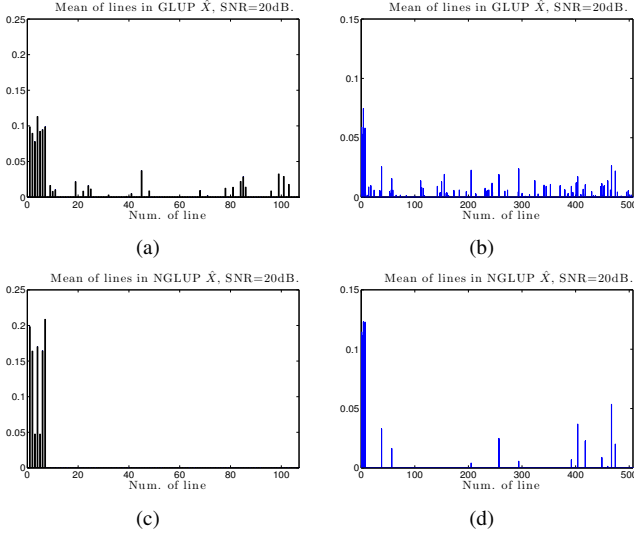 Mean of lines in GLUP X̂, SNR=20dB.
0.25
0.2
0.15
0.1
0.05
0
0 20 40 60 80 100
Num. of line
(a)
Mean of lines in GLUP X̂, SNR=20dB.
0.15
0.1
0.05
0
0 100 200 300 400 500
Num. of line
(b)
Mean of lines in NGLUP X̂, SNR=20dB.
0.25
0.2
0.15
0.1
0.05
0
0 20 40 60 80 100
Num. of line
(c)
Mean of lines in NGLUP X̂, SNR=20dB.
0.15
0.1
0.05
0
0 100 200 300 400 500
Num. of line
(d)